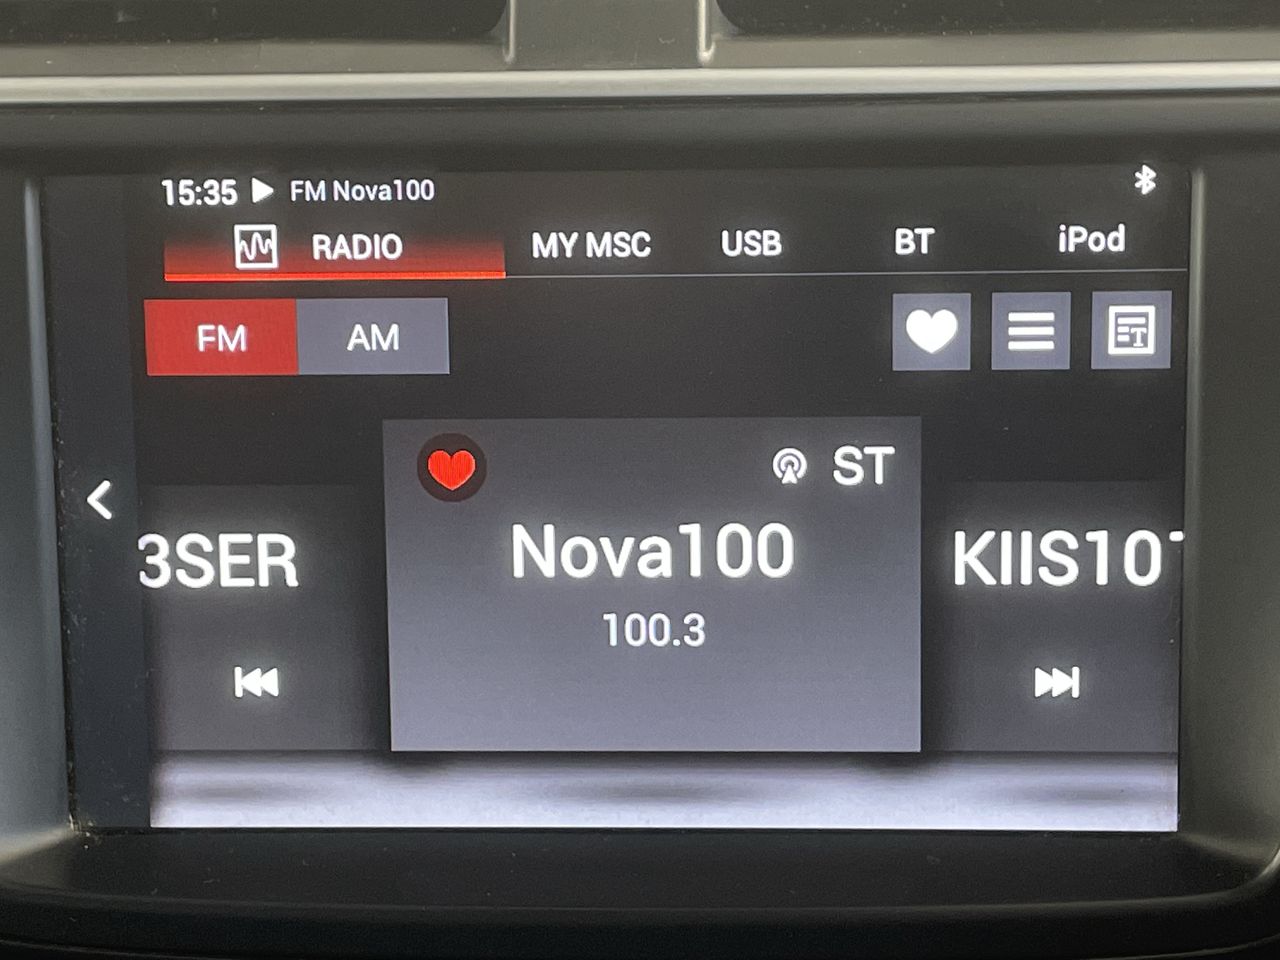 15:35 FM Nova100
RADIO MY MSC USB BT iPod
FM AM
T
ST
3SER Nova100 KIIS10
100.3